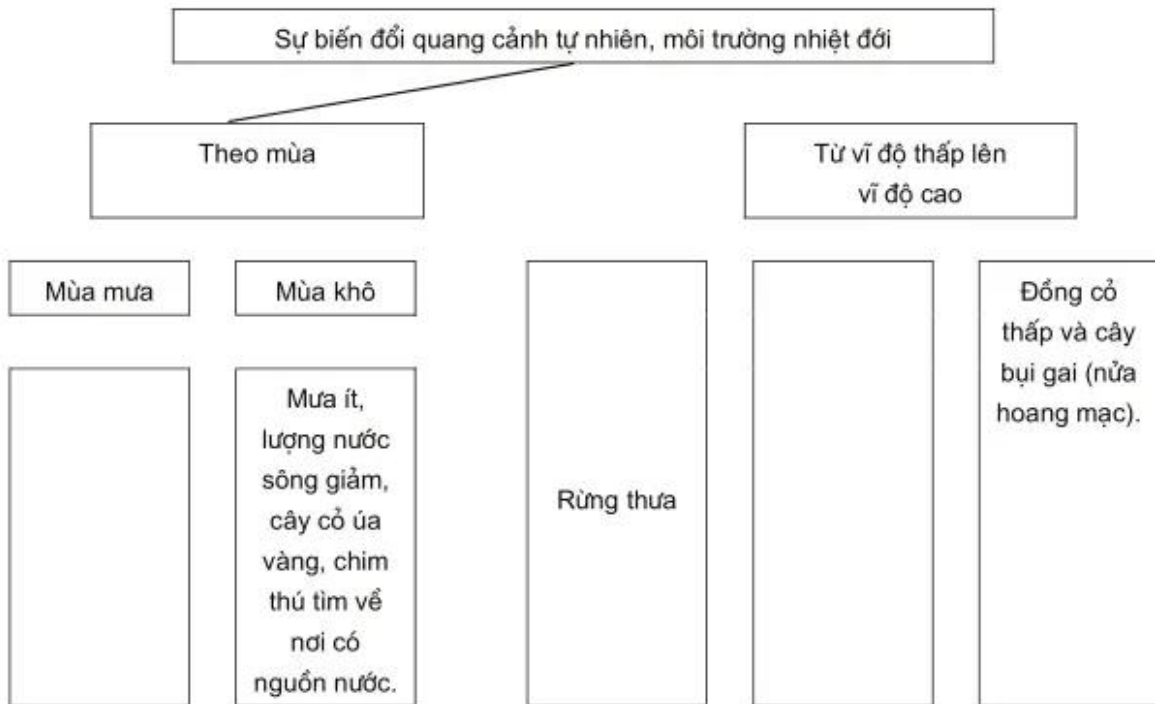 Sự biến đổi quang cảnh tự nhiên, môi trường nhiệt đới
Theo mùa
Từ vĩ độ thấp lên
vĩ độ cao
Mùa mưa
Mùa khô
Mưa ít,
lượng nước
sông giảm,
cây cỏ úa
vàng, chim
thú tìm về
nơi có
nguồn nước.
Rừng thưa
Đồng cỏ
thấp và cây
bụi gai (nửa
hoang mạc).